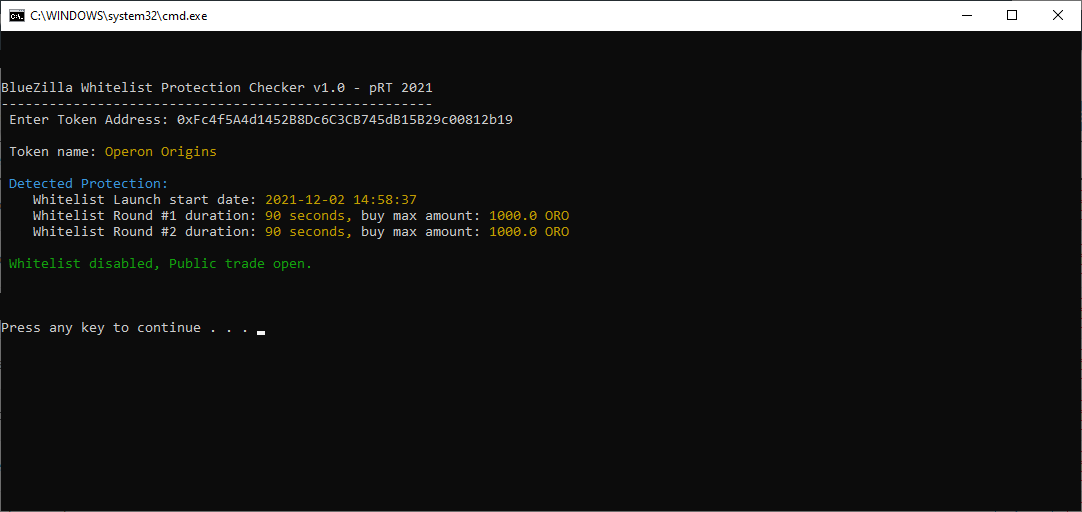 C:\WINDOWS\system32\cmd.exe
BlueZilla Whitelist Protection Checker v1.0 - pRT 2021
------------------------------------------------------
Enter Token Address: 0xFc4f5A4d1452B8Dc6C3CB745dB15B29c00812b19
Token name: Operon Origins
Detected Protection:
Whitelist Launch start date: 2021-12-02 14:58:37
Whitelist Round #1 duration: 90 seconds, buy max amount: 1000.0 ORO
Whitelist Round #2 duration: 90 seconds, buy max amount: 1000.0 ORO
Whitelist disabled, Public trade open.
Press any key to continue . . .